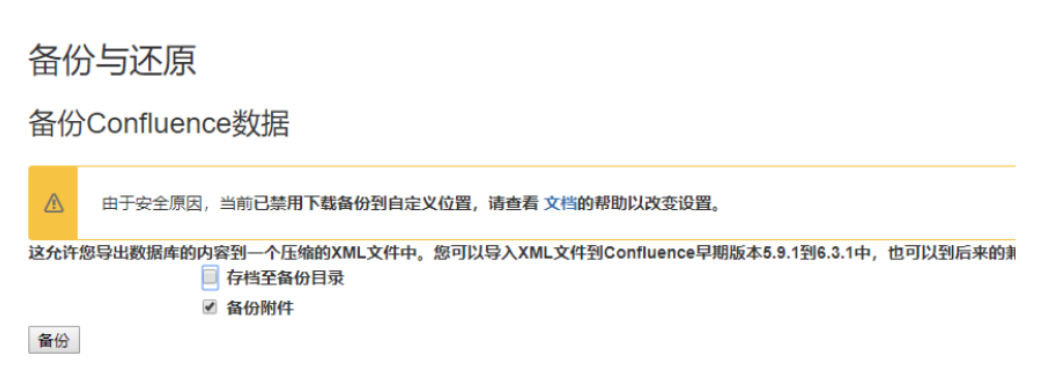 备份与还原
备份Confluence数据
由于安全原因，当前已禁用下载备份到自定义位置，请查看 文档的帮助以改变设置。
这允许您导出数据库的内容到一个压缩的XML文件中。您可以导入XML文件到Confluence早期版本5.9.1到6.3.1中，也可以到后来的
存档至备份目录
备份附件
备份